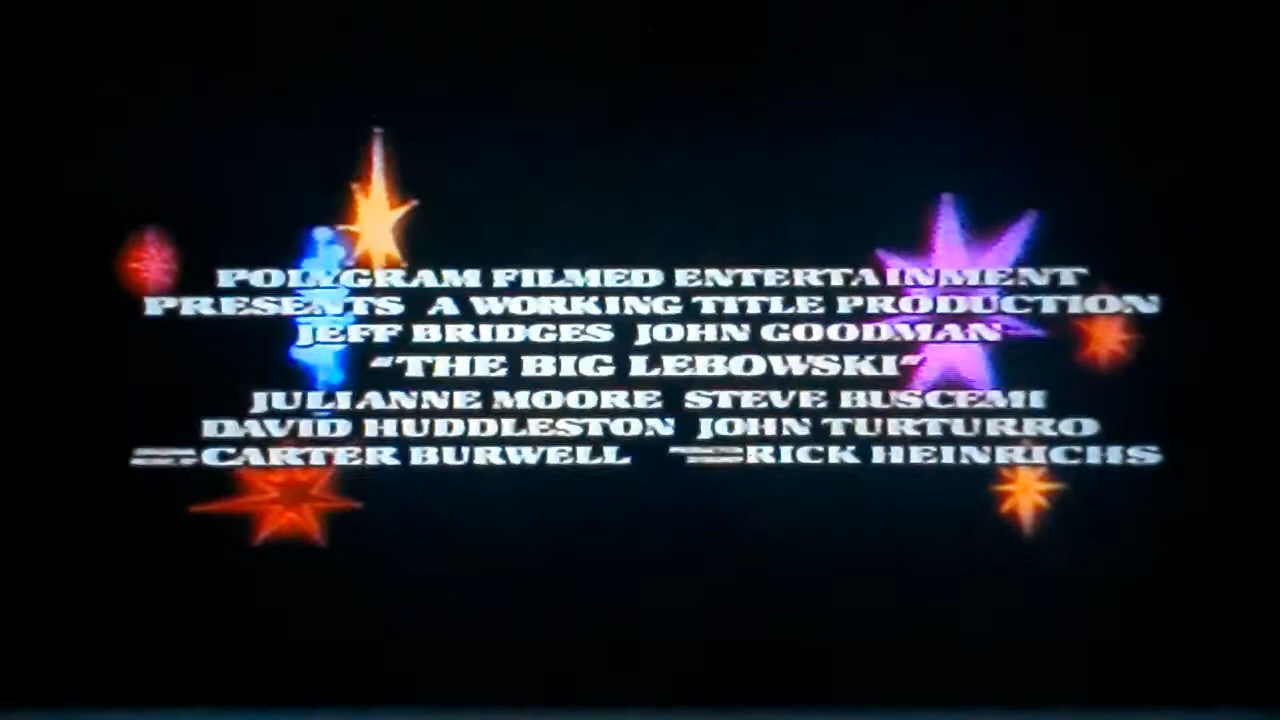 POLYGRAM FILMED ENTERTAINMENT
PRESENTS A WORKING TITLE PRODUCTION
JEFF BRIDGES JOHN GOODMAN
"THE BIG LEBOWSKI"
JULIANNE MOORE STEVE BUSCEMI
DAVID HUDDLESTON JOHN TURTURRO
CARTER BURWELL RICK HEINRICHS